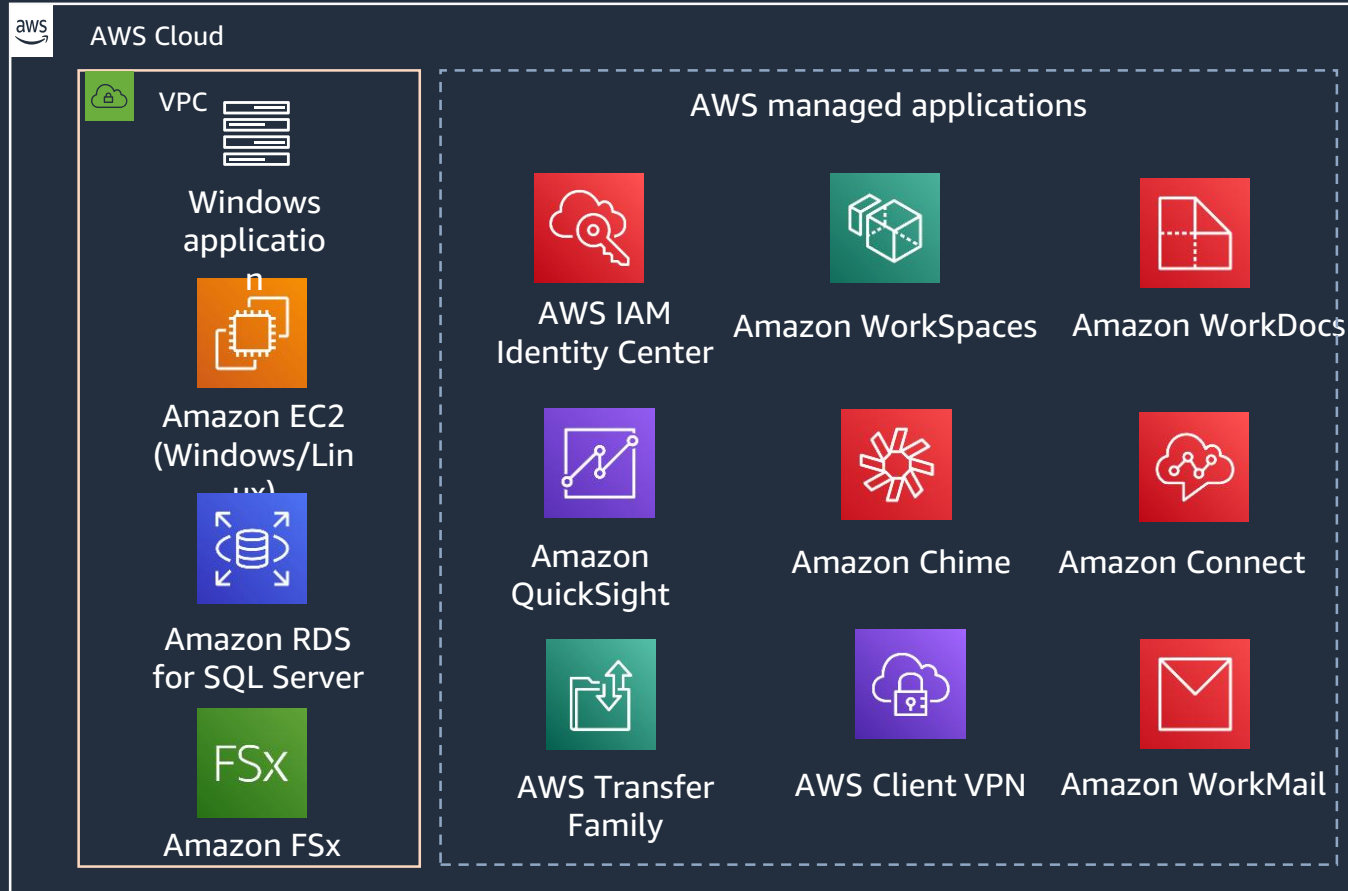 aws
AWS Cloud
VPC
Windows
applicatio
n
Amazon EC2
(Windows/Lin
ux)
Amazon RDS
for SQL Server
FSx
Amazon FSx
AWS managed applications
AWS IAM
Identity Center
Amazon WorkSpaces
Amazon WorkDocs
Amazon
QuickSight
Amazon Chime
Amazon Connect
AWS Transfer
Family
AWS Client VPN
Amazon WorkMail